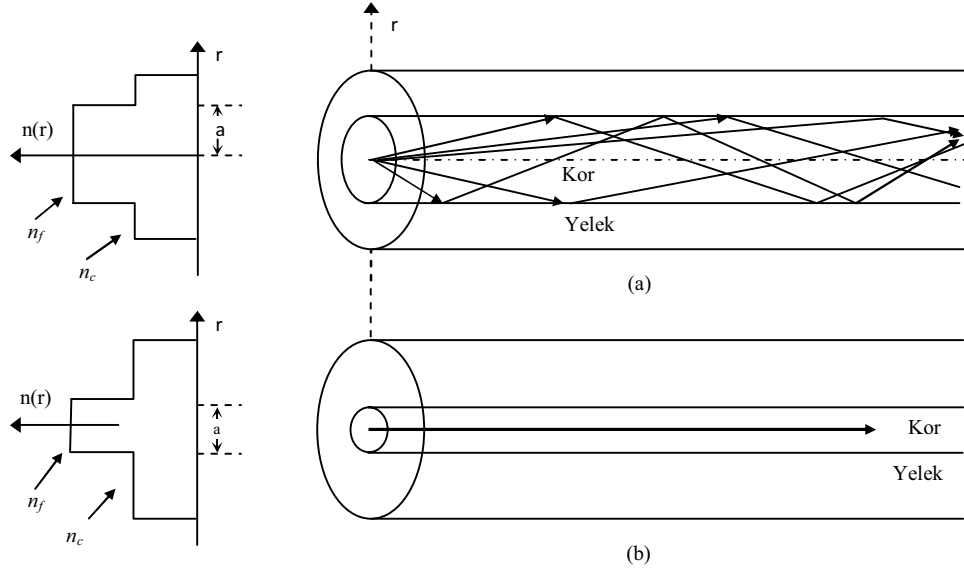 r
n(r)
a
n_f
n_c
r
Kor
Yelek
(a)
r
n(r)
a
n_f
n_c
Kor
Yelek
(b)